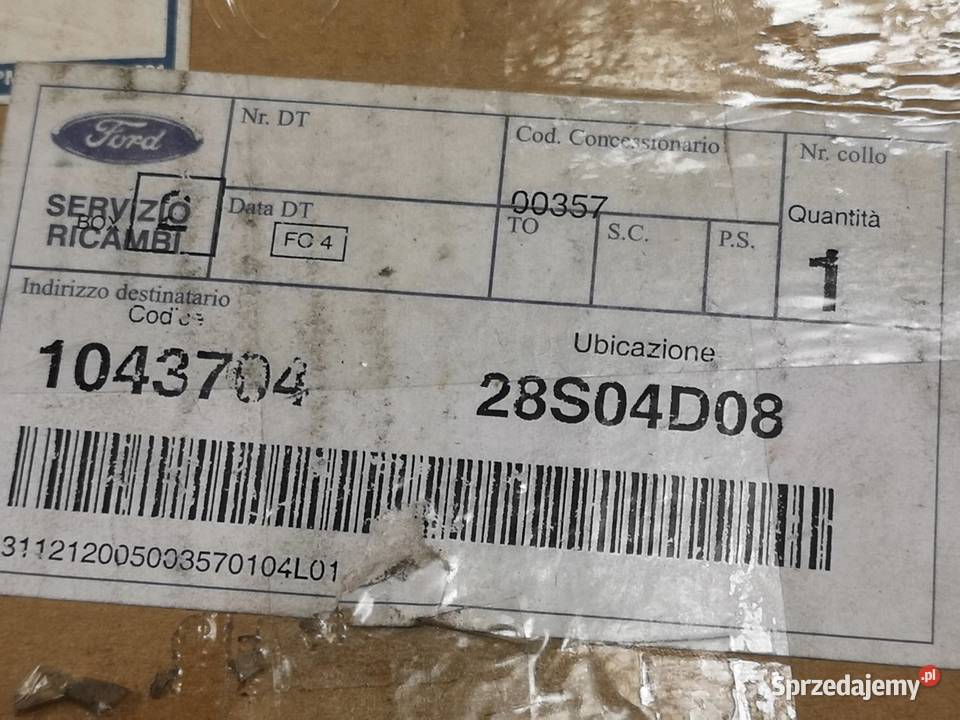 Ford
SERVIZIO
BOX
RICAMBI
Nr. DT
Data DT
FC 4
Cod. Concessionario
00357
TO
S.C.
P.S.
Nr. collo
Quantità
1
Indirizzo destinatario
Codice
1043704
Ubicazione
28S04D08
311212005003570104L01
Sprzedajemy.pl